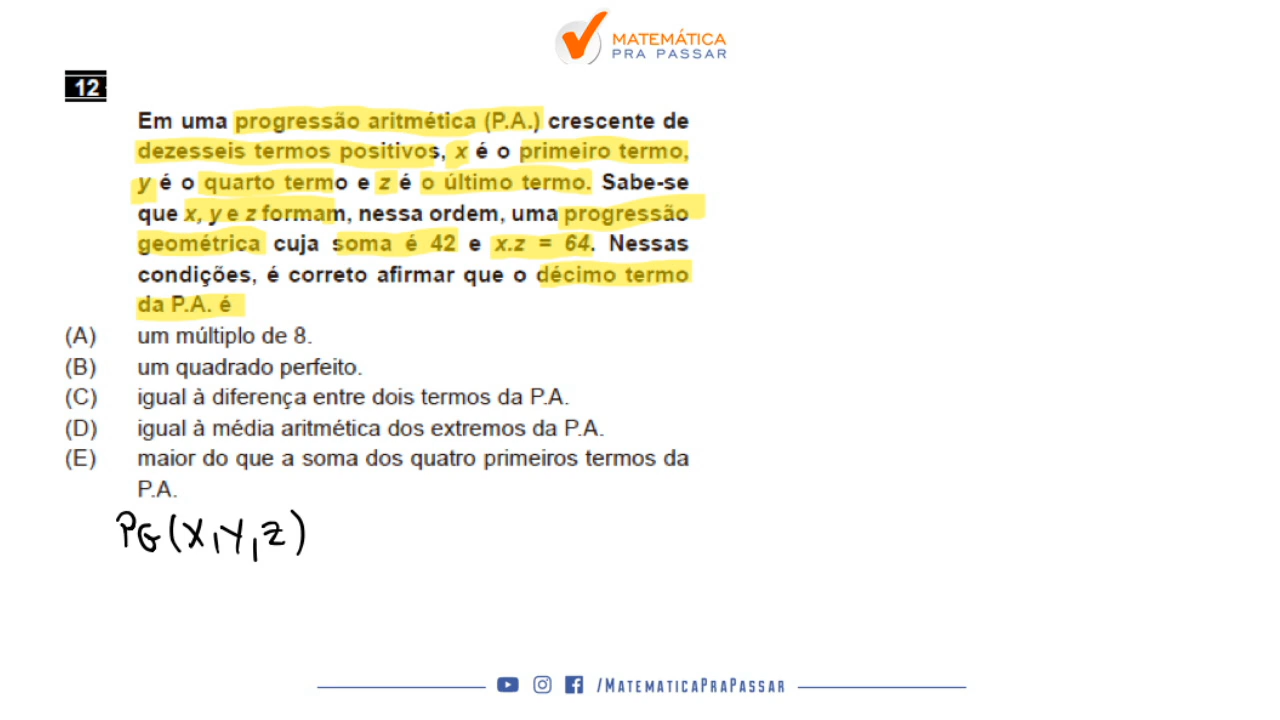 MATEMÁTICA
PRA PASSAR
12
Em uma progressão aritmética (P.A.) crescente de
dezesseis termos positivos, x é o primeiro termo,
y é o quarto termo e z é o último termo. Sabe-se
que x, y e z formam, nessa ordem, uma progressão
geométrica cuja soma é 42 e x.z = 64. Nessas
condições, é correto afirmar que o décimo termo
da P.A. é
(A) um múltiplo de 8.
(B) um quadrado perfeito.
(C) igual à diferença entre dois termos da P.A.
(D) igual à média aritmética dos extremos da P.A.
(E) maior do que a soma dos quatro primeiros termos da
P.A.
PG (X, Y, Z)
/MATEMATICAPRAPASSAR